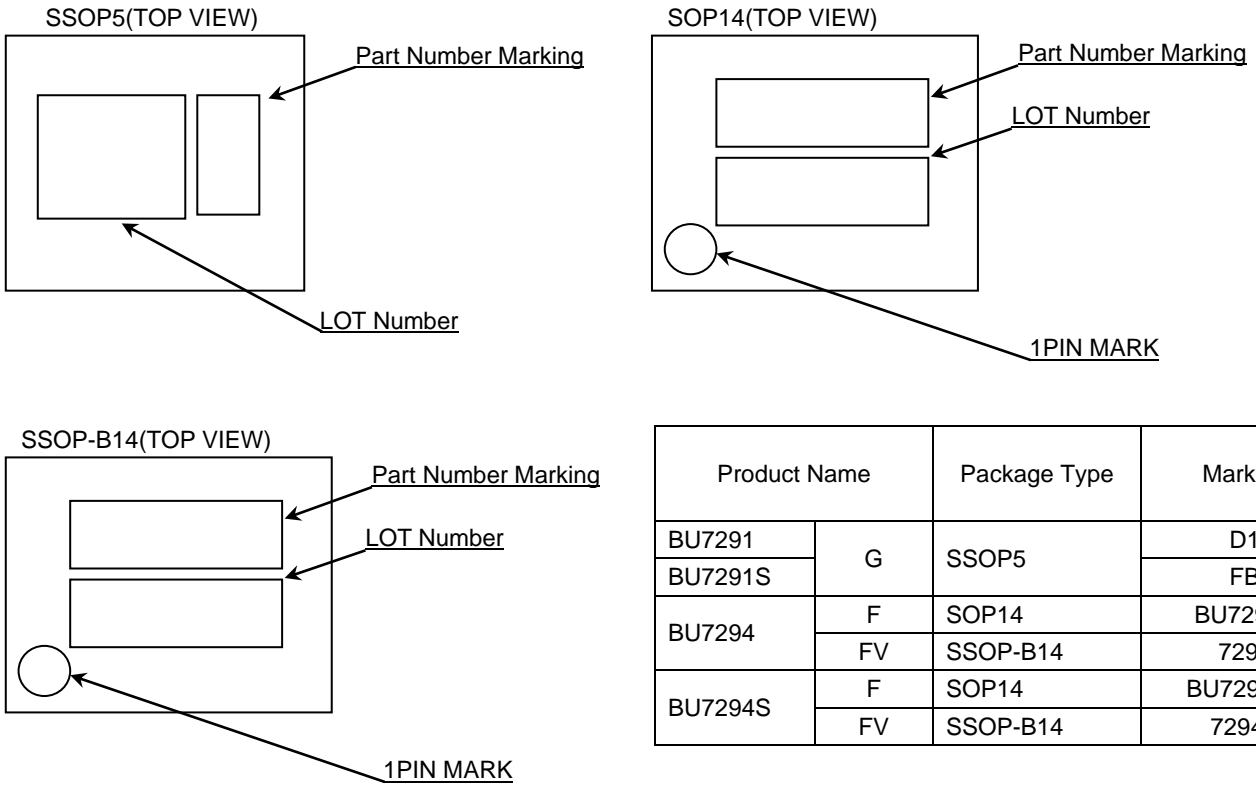 SSOP5(TOP VIEW)
Part Number Marking
LOT Number
SOP14(TOP VIEW)
Part Number Marking
LOT Number
1PIN MARK
SSOP-B14(TOP VIEW)
Part Number Marking
LOT Number
1PIN MARK
Product Name Package Type
BU7291 G SSOP5 D1
BU7291S
BU7294 F SOP14
FV SSOP-B14
BU7294S F SOP14
FV SSOP-B14